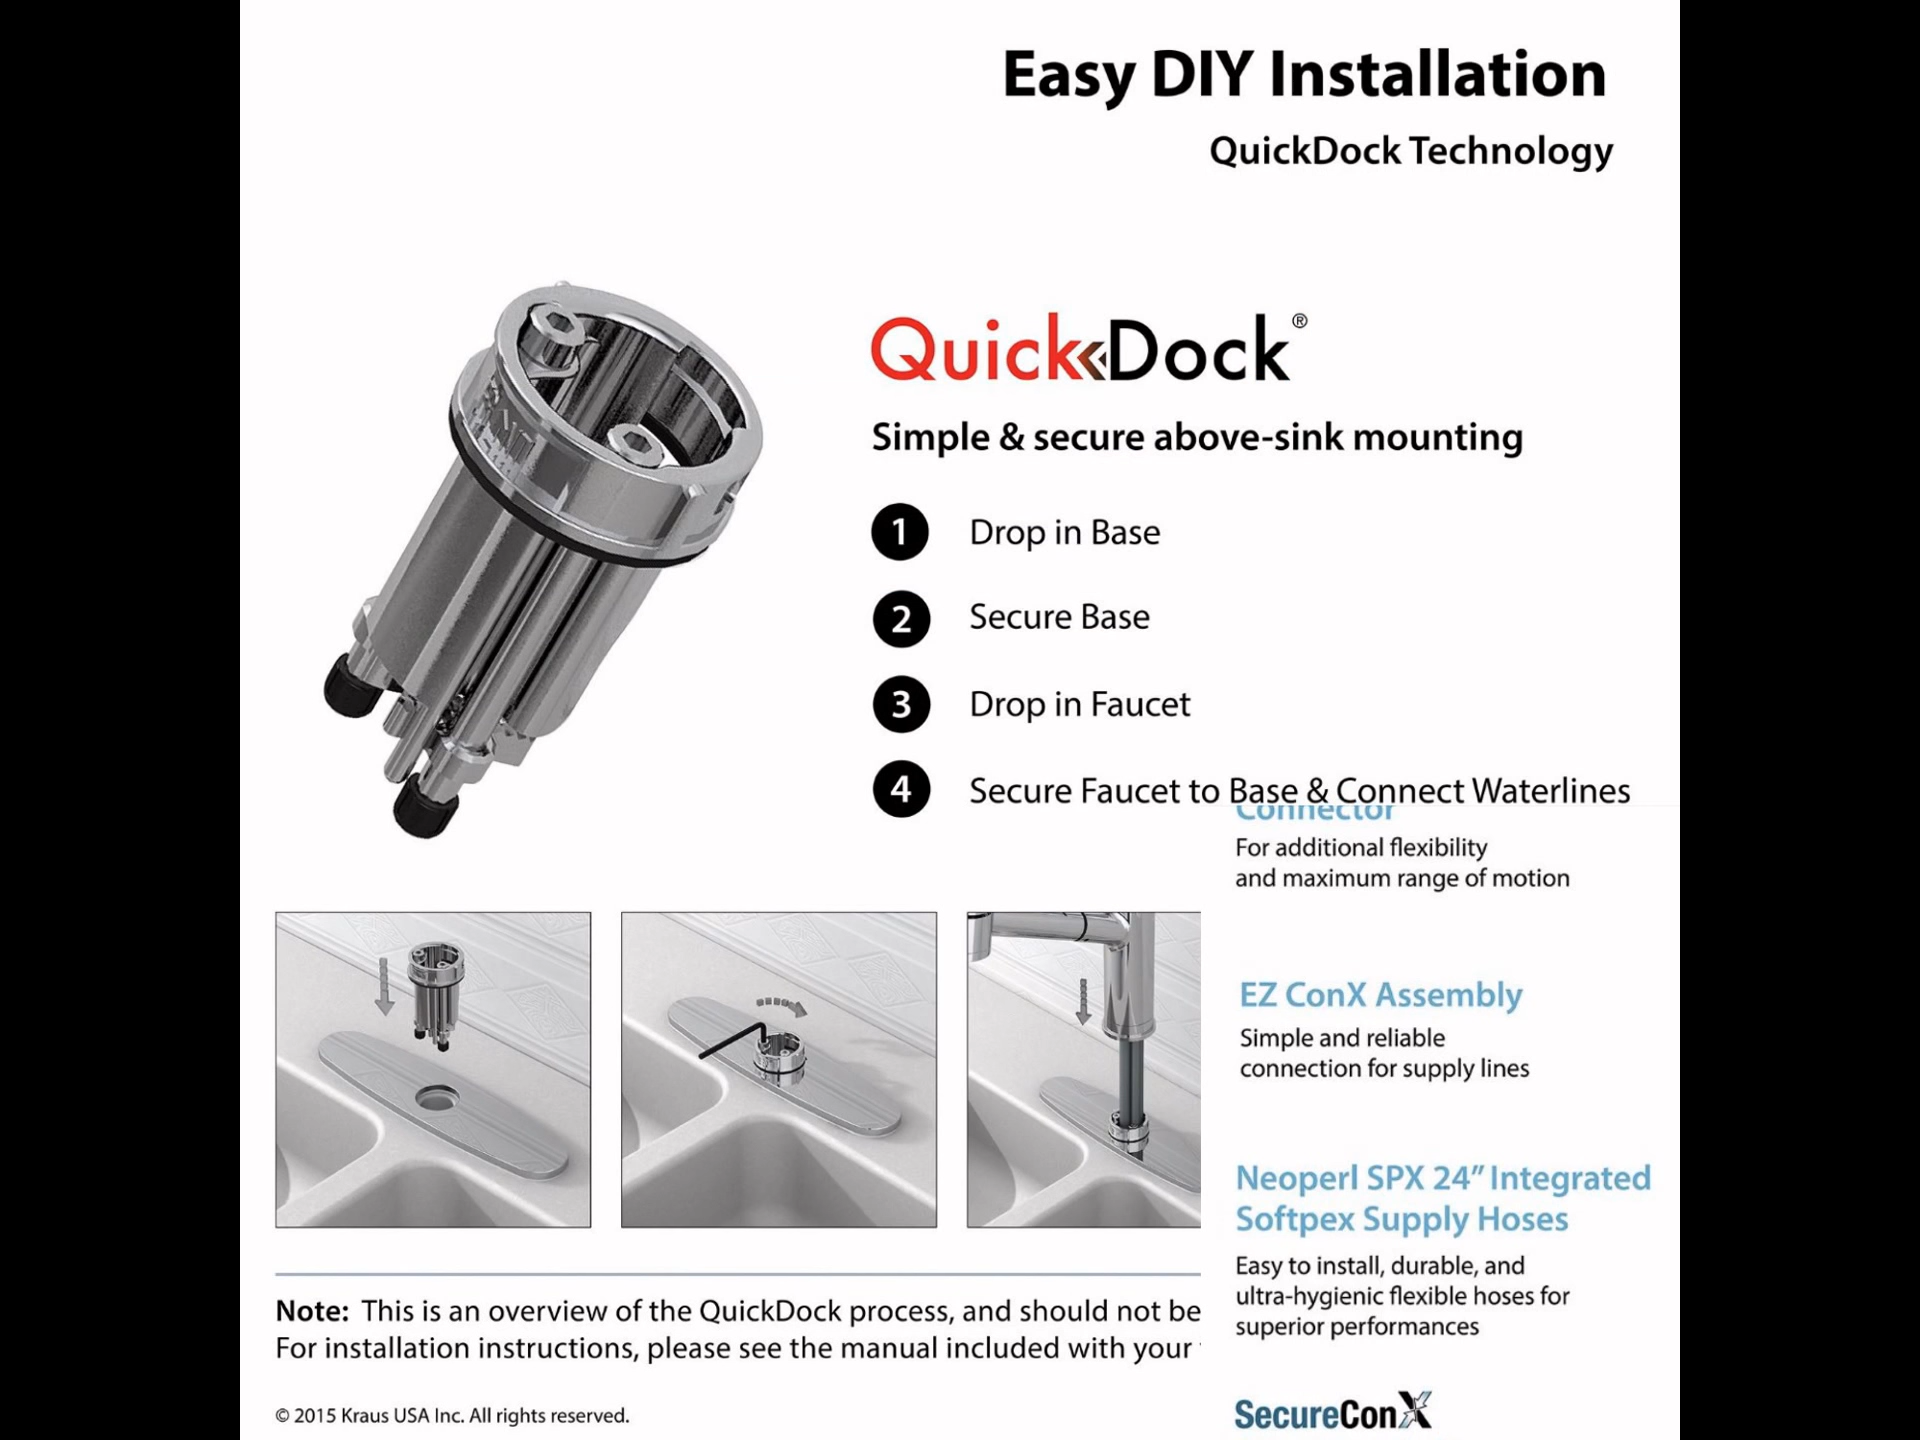 Easy DIY Installation
QuickDock Technology
QuickDock®
Simple & secure above-sink mounting
1 Drop in Base
2 Secure Base
3 Drop in Faucet
4 Secure Faucet to Base & Connect Waterlines
Connector
For additional flexibility
and maximum range of motion
EZ ConX Assembly
Simple and reliable
connection for supply lines
Neoperl SPX 24” Integrated
Softpex Supply Hoses
Easy to install, durable, and
ultra-hygienic flexible hoses for
superior performances
Note: This is an overview of the QuickDock process, and should not be
For installation instructions, please see the manual included with your
© 2015 Kraus USA Inc. All rights reserved.
SecureConX